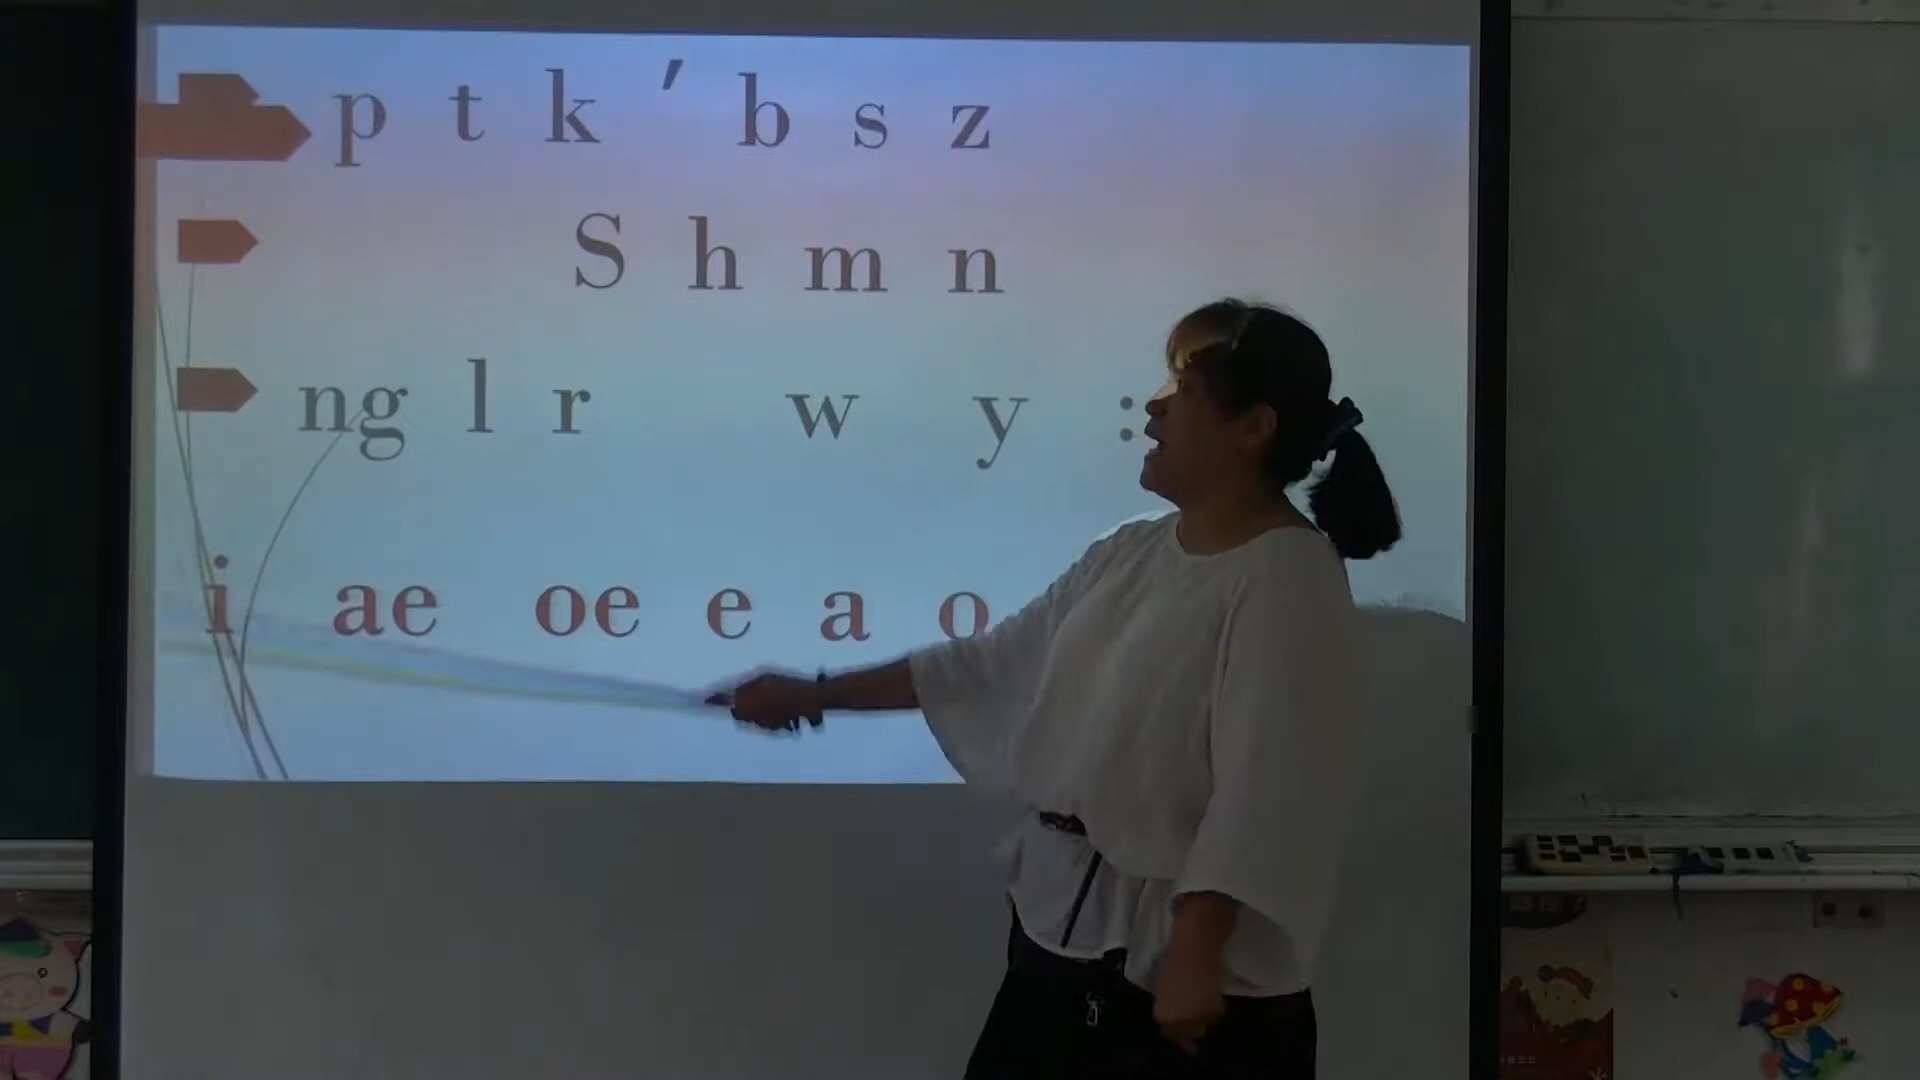 p t k ′ b s z
S h m n
ng l r w y :
i ae oe e a o